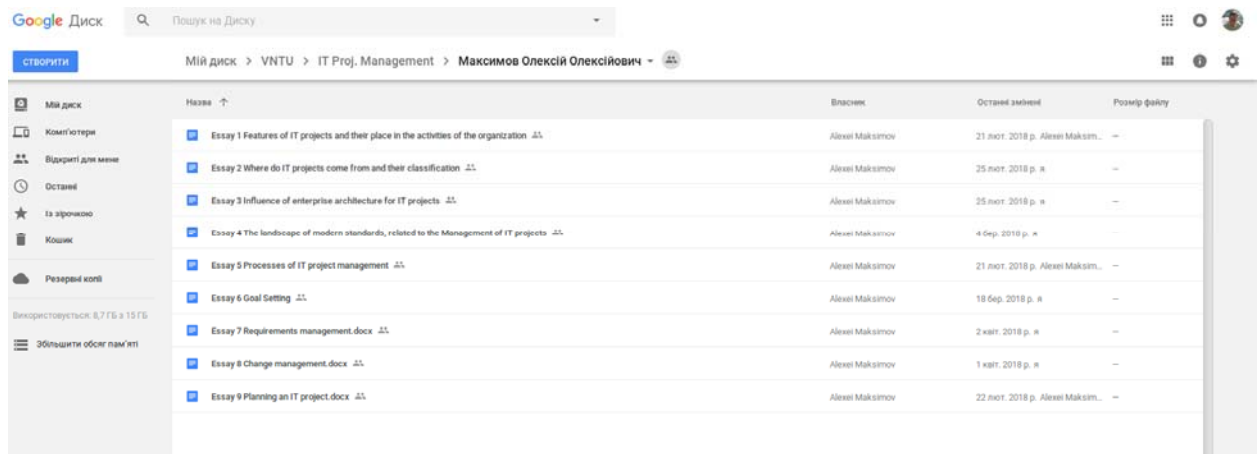 Google Диск
Пошук на Диску
СТВОРИТИ
Мій диск > VNTU > IT Proj. Management > Максимов Олексій Олексійович
Мій диск
Комп'ютери
Відкриті для мене
Останні
Із зірочкою
Кошик
Резервні копії
Використовується: 8,7 ГБ з 15 ГБ
Збільшити обсяг пам'яті
Назва ↑ Власник Останні змінені Розмір файлу
Essay 1 Features of IT projects and their place in the activities of the organization Alexei Maksimov 21 лют. 2018 р. Alexei Maksim... —
Essay 2 Where do IT projects come from and their classification Alexei Maksimov 25 лют. 2018 р. я —
Essay 3 Influence of enterprise architecture for IT projects Alexei Maksimov 25 лют. 2018 р. я —
Essay 4 The landscape of modern standards, related to the Management of IT projects Alexei Maksimov 4 бер. 2018 р. я —
Essay 5 Processes of IT project management Alexei Maksimov 21 лют. 2018 р. Alexei Maksim... —
Essay 6 Goal Setting Alexei Maksimov 18 бер. 2018 р. я —
Essay 7 Requirements management.docx Alexei Maksimov 2 квіт. 2018 р. я —
Essay 8 Change management.docx Alexei Maksimov 1 квіт. 2018 р. я —
Essay 9 Planning an IT project.docx Alexei Maksimov 22 лют. 2018 р. Alexei Maksim... —